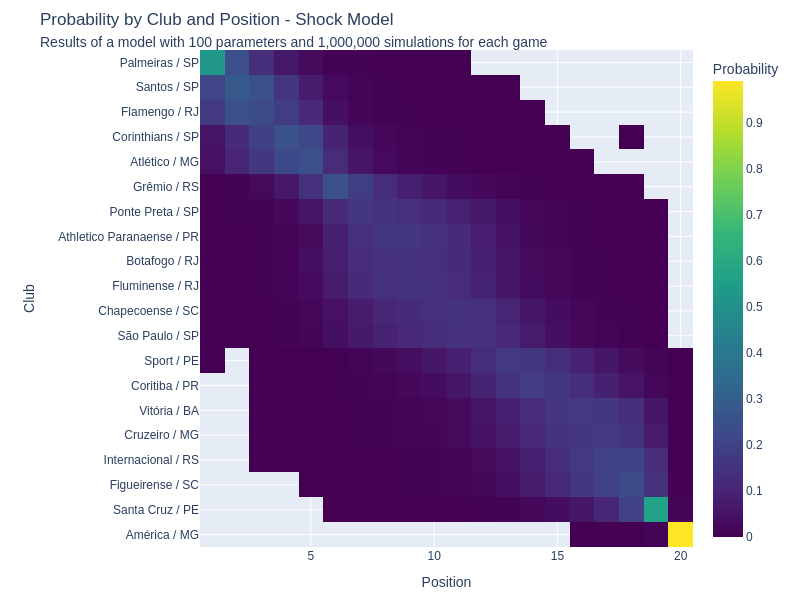 Probability by Club and Position - Shock Model
Results of a model with 100 parameters and 1,000,000 simulations for each game
Probability
Palmeiras / SP
Santos / SP
Flamengo / RJ
Corinthians / SP
Atlético / MG
Grêmio / RS
Ponte Preta / SP
Athletico Paranaense / PR
Botafogo / RJ
Fluminense / RJ
Chapecoense / SC
São Paulo / SP
Sport / PE
Coritiba / PR
Vitória / BA
Cruzeiro / MG
Internacional / RS
Figueirense / SC
Santa Cruz / PE
América / MG
Club
5
10
15
20
Position
0.9
0.8
0.7
0.6
0.5
0.4
0.3
0.2
0.1
0